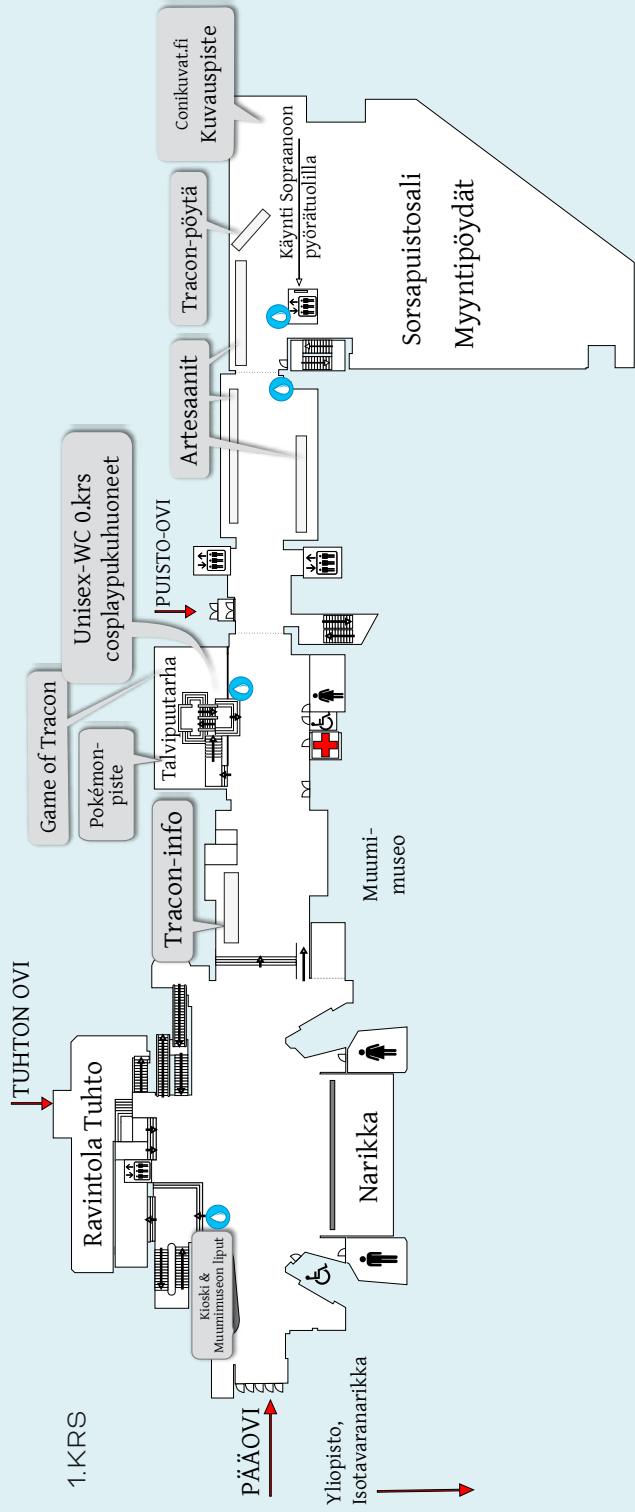 1.KRS
TUHTON OVI
Ravintola Tuhto
Kioski &
Muumimuseon liput
PÄÄOVI
Yliopisto,
Isotavaranarikka
Narikka
Tracon-info
Muumi-
museo
Game of Tracon
Pokémon-
piste
Talvipuutarha
Unisex-WC 0.krs
cosplaypukuhuoneet
PUISTO-OVI
Artesaanit
Tracon-pöytä
Conikuvat.fi
Kuvauspiste
Käynti Sopraanoon
pyörätuolilla
Sorsapuistosali
Myyntipöydät